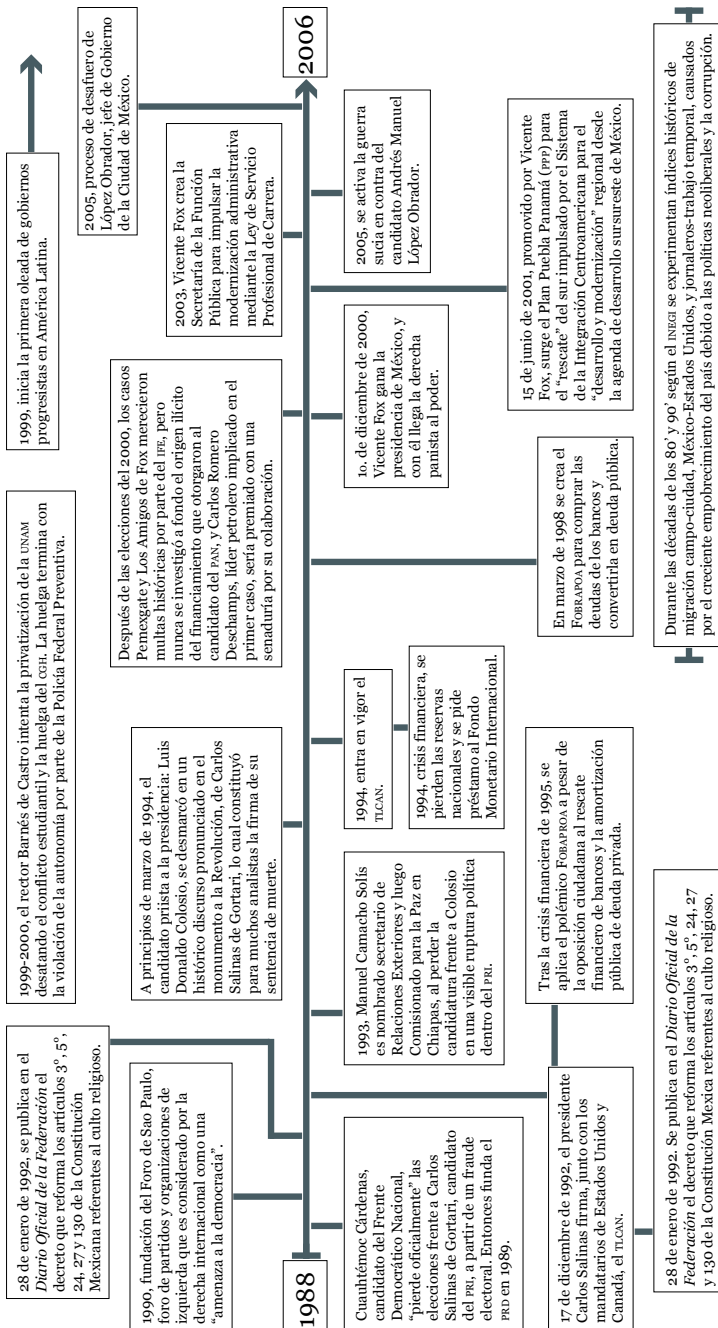 28 de enero de 1992, se publica en el
Diario Oficial de la Federación el
decreto que reforma los artículos 3°, 5°,
24, 27 y 130 de la Constitución
Mexicana referentes al culto religioso.
1999-2000, el rector Barnés de Castro intenta la privatización de la UNAM
desatando el conflicto estudiantil y la huelga del CGH. La huelga termina con
la violación de la autonomía por parte de la Policía Federal Preventiva.
1999, inicia la primera oleada de gobiernos
progresistas en América Latina.
1990, fundación del Foro de Sao Paulo,
foro de partidos y organizaciones de
izquierda que es considerado por la
derecha internacional como una
“amenaza a la democracia”.
A principios de marzo de 1994, el
candidato priísta a la presidencia: Luis
Donaldo Colosio, se desmarcó en un
histórico discurso pronunciado en el
monumento a la Revolución, de Carlos
Salinas de Gortari, lo cual constituyó
para muchos analistas la firma de su
sentencia de muerte.
Después de las elecciones del 2000, los casos
Pemexgate y Los Amigos de Fox merecieron
multas históricas por parte del IFE, pero
nunca se investigó a fondo el origen ilícito
del financiamiento que otorgaron al
candidato del PAN, y Carlos Romero
Deschamps, líder petrolero implicado en el
primer caso, sería premiado con una
senaduría por su colaboración.
2003, Vicente Fox crea la
Secretaría de la Función
Pública para impulsar la
modernización administrativa
mediante la Ley de Servicio
Profesional de Carrera.
2005, proceso de desafuero de
López Obrador, jefe de Gobierno
de la Ciudad de México.
1988
2006
Cuauhtémoc Cárdenas,
candidato del Frente
Democrático Nacional,
“pierde oficialmente” las
elecciones frente a Carlos
Salinas de Gortari, candidato
del PRI, a partir de un fraude
electoral. Entonces funda el
PRD en 1989.
1993, Manuel Camacho Solís
es nombrado secretario de
Relaciones Exteriores y luego
Comisionado para la Paz en
Chiapas, al perder la
candidatura frente a Colosio
en una visible ruptura política
dentro del PRI.
1994, entra en vigor el
TLCAN.
1994, crisis financiera, se
pierden las reservas
nacionales y se pide
préstamo al Fondo
Monetario Internacional.
1o. de diciembre de 2000,
Vicente Fox gana la
presidencia de México, y
con él llega la derecha
panista al poder.
2005, se activa la guerra
sucia en contra del
candidato Andrés Manuel
López Obrador.
17 de diciembre de 1992, el presidente
Carlos Salinas firma, junto con los
mandatarios de Estados Unidos y
Canadá, el TLCAN.
Tras la crisis financiera de 1995, se
aplica el polémico FOBAPROA a pesar de
la oposición ciudadana al rescate
financiero de bancos y la amortización
pública de deuda privada.
En marzo de 1998 se crea el
FOBRAPOA para comprar las
deudas de los bancos y
convertirla en deuda pública.
15 de junio de 2001, promovido por Vicente
Fox, surge el Plan Puebla Panamá (PPP) para
el “rescate” del sur impulsado por el Sistema
de la Integración Centroamericana para el
“desarrollo y modernización” regional desde
la agenda de desarrollo sursureste de México.
28 de enero de 1992. Se publica en el Diario Oficial de la
Federación el decreto que reforma los artículos 3°, 5°, 24, 27
y 130 de la Constitución Mexica referentes al culto religioso.
Durante las décadas de los 80’ y 90’ según el INEGI se experimentan índices históricos de
migración campo-ciudad, México-Estados Unidos, y jornaleros-trabajo temporal, causados
por el creciente empobrecimiento del país debido a las políticas neoliberales y la corrupción.